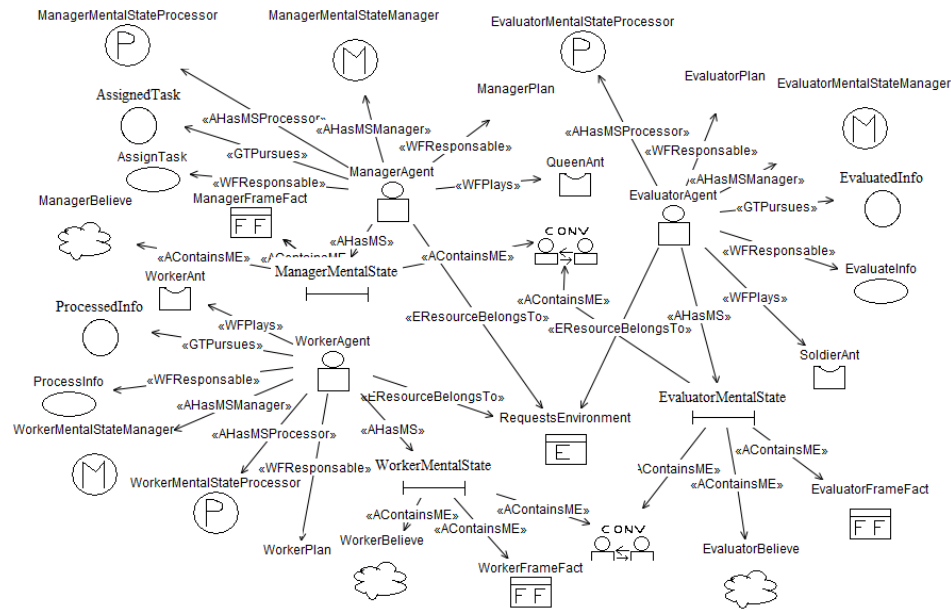 ManagerMentalStateProcessor
ManagerMentalStateManager
EvaluatorMentalStateProcessor
P
M
P
EvaluatorPlan
EvaluatorMentalStateManager
ManagerPlan
AssignedTask
M
«AHasMSProcessor»
«AHasMSManager»
«AHasMSProcessor»
«GTPursues»
«WFResponsable»
«WFResponsable»
AssignTask
QueenAnt
ManagerAgent
«AHasMSManager»
EvaluatedInfo
«WFResponsable»
«WFPlays»
EvaluatorAgent
«GTPursues»
ManagerBelieve
ManagerFrameFact
F F
CONV
«AHasMS»
«WFResponsable»
«AContainsME»
«AContainsME»
«AContainsME»
EvaluateInfo
ManagerMentalState
WorkerAnt
«WFPlays»
«AContainsME»
ProcessedInfo
«AHasMS»
«WFPlays»
«EResourceBelongsTo»
«EResourceBelongsTo»
«GTPursues»
WorkerAgent
SoldierAnt
ProcessInfo
«WFResponsable»
«EResourceBelongsTo»
EvaluatorMentalState
«AHasMSManager»
RequestsEnvironment
WorkerMentalStateManager
«AHasMSProcessor»
«AHasMS»
E
M
«WFResponsable»
WorkerMentalState
«AContainsME»
«AContainsME»
WorkerMentalStateProcessor
«AContainsME»
EvaluatorFrameFact
P
«AContainsME»
«AContainsME»
«AContainsME»
F F
WorkerPlan
WorkerBelieve
CONV
EvaluatorBelieve
WorkerFrameFact
F F